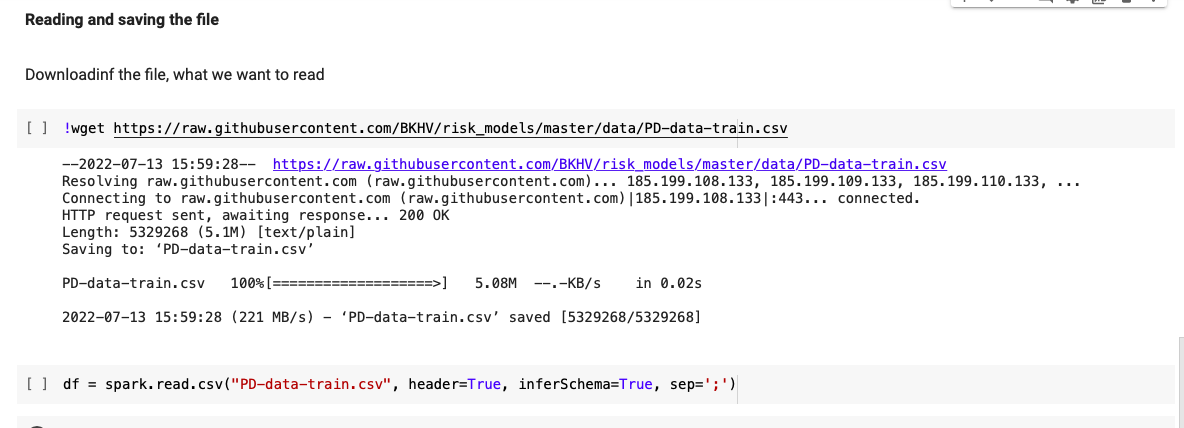 Reading and saving the file
Downloadinf the file, what we want to read
[ ] !wget https://raw.githubusercontent.com/BKHV/risk_models/master/data/PD-data-train.csv
--2022-07-13 15:59:28--  https://raw.githubusercontent.com/BKHV/risk_models/master/data/PD-data-train.csv
Resolving raw.githubusercontent.com (raw.githubusercontent.com)... 185.199.108.133, 185.199.109.133, 185.199.110.133, ...
Connecting to raw.githubusercontent.com (raw.githubusercontent.com)|185.199.108.133|:443... connected.
HTTP request sent, awaiting response... 200 OK
Length: 5329268 (5.1M) [text/plain]
Saving to: ‘PD-data-train.csv’
PD-data-train.csv   100%[===================>]   5.08M  --.-KB/s    in 0.02s
2022-07-13 15:59:28 (221 MB/s) - ‘PD-data-train.csv’ saved [5329268/5329268]
[ ] df = spark.read.csv("PD-data-train.csv", header=True, inferSchema=True, sep=';')